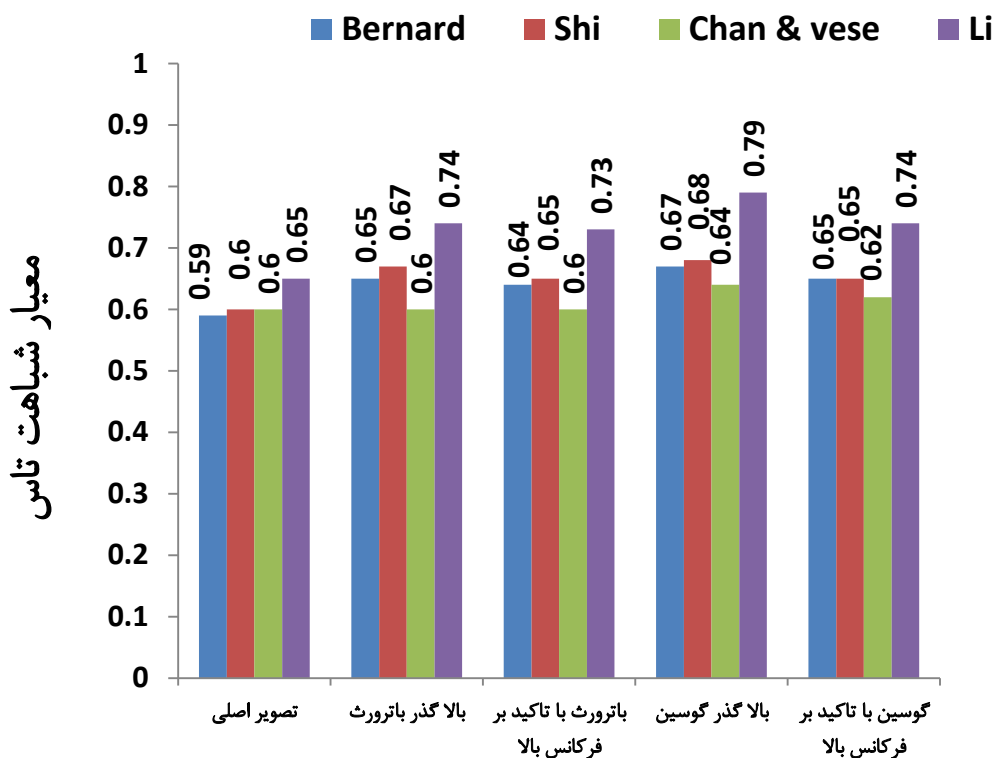 Bernard Shi Chan & vese Li
معیار شباهت تاس
1
0.9
0.8
0.7
0.6
0.5
0.4
0.3
0.2
0.1
0
0.59 0.6 0.6 0.65
0.65 0.67 0.6 0.74
0.64 0.65 0.6 0.73
0.67 0.68 0.64 0.79
0.65 0.65 0.62 0.74
تصویر اصلی
بالا گذر باترورث
باترورث با تاکید بر
فرکانس بالا
بالا گذر گوسین
گوسین با تاکید بر
فرکانس بالا